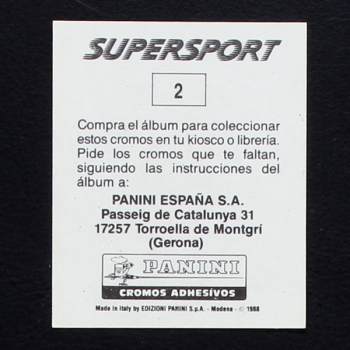 SUPERSPORT
2
Compra el álbum para coleccionar
estos cromos en tu kiosco o librería.
Pide los cromos que te faltan,
siguiendo las instrucciones del
álbum a:
PANINI ESPAÑA S.A.
Passeig de Catalunya 31
17257 Torroella de Montgrí
(Gerona)
PANINI
CROMOS ADHESÍVOS
Made in Italy by EDIZIONI PANINI S.p.A. - Modena - © 1988